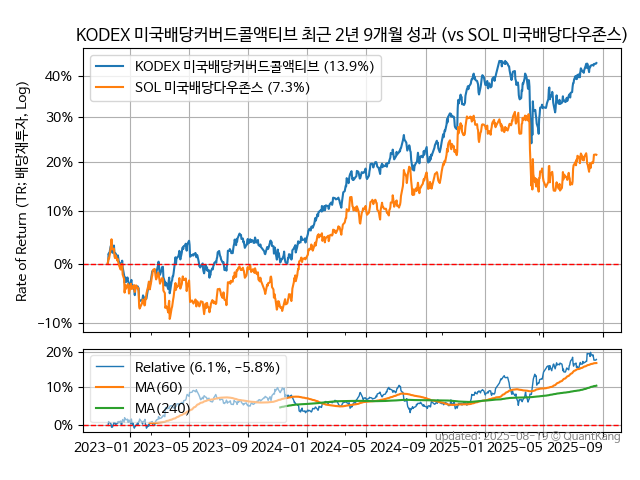 KODEX 미국배당커버드콜액티브 최근 2년 9개월 성과 (vs SOL 미국배당다우존스)
Rate of Return (TR: 배당재투자, Log)
KODEX 미국배당커버드콜액티브 (13.9%)
SOL 미국배당다우존스 (7.3%)
40%
30%
20%
10%
0%
−10%
Relative (6.1%, −5.8%)
MA(60)
MA(240)
20%
10%
0%
2023−01 2023−05 2023−09 2024−01 2024−05 2024−09 2025−01 2025−05 2025−09
updated: 2025−08−19 © QuantKang